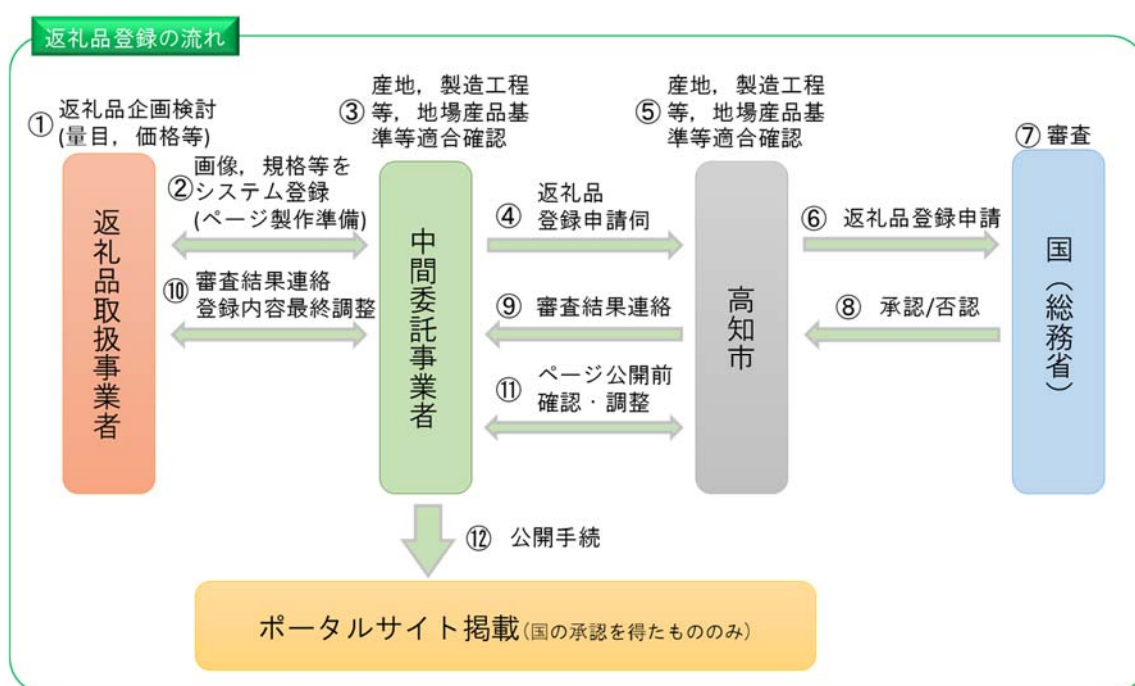 返礼品登録の流れ
① 返礼品企画検討
(量目，価格等)
③ 産地，製造工程
等，地場産品基
準等適合確認
⑤ 産地，製造工程
等，地場産品基
準等適合確認
⑦ 審査
返礼品取扱事業者
② 画像，規格等を
システム登録
(ページ製作準備)
中間委託事業者
④ 返礼品
登録申請伺
高知市
⑥ 返礼品登録申請
国（総務省）
⑩ 審査結果連絡
登録内容最終調整
⑨ 審査結果連絡
⑧ 承認/否認
⑪ ページ公開前
確認・調整
⑫ 公開手続
ポータルサイト掲載(国の承認を得たもののみ)